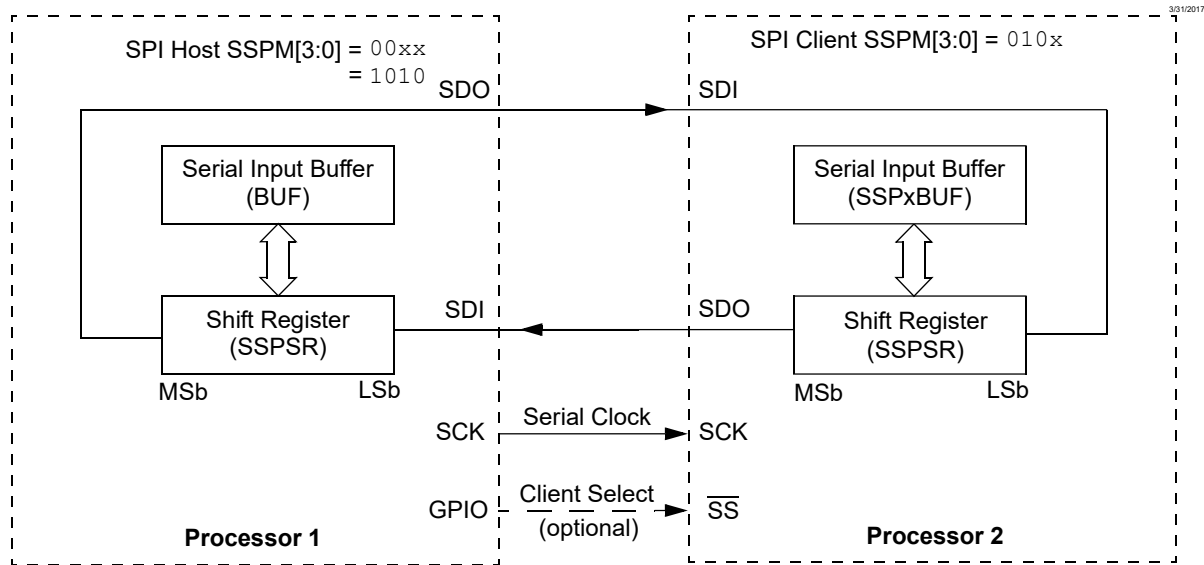 3/31/2017
SPI Host SSPM[3:0] = 00xx
= 1010
SPI Client SSPM[3:0] = 010x
SDO
SDI
Serial Input Buffer
(BUF)
Serial Input Buffer
(SSPxBUF)
SDI
SDO
Shift Register
(SSPSR)
Shift Register
(SSPSR)
MSb
LSb
MSb
LSb
SCK
Serial Clock
SCK
GPIO
Client Select
(optional)
S̅S̅
Processor 1
Processor 2